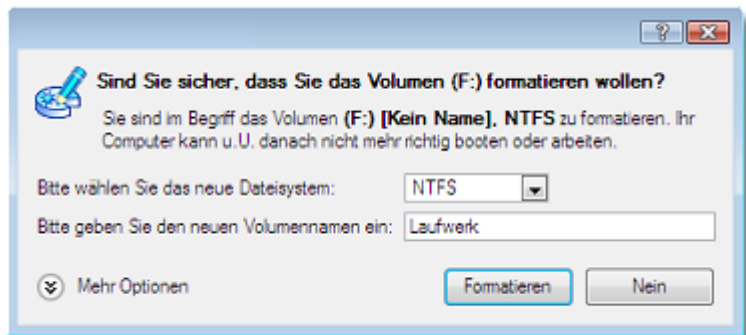 Sind Sie sicher, dass Sie das Volumen (F:) formatieren wollen?
Sie sind im Begriff das Volumen (F:) [Kein Name], NTFS zu formatieren. Ihr
Computer kann u.U. danach nicht mehr richtig booten oder arbeiten.
Bitte wählen Sie das neue Dateisystem: NTFS
Bitte geben Sie den neuen Volumennamen ein: Laufwerk
Mehr Optionen Formatieren Nein